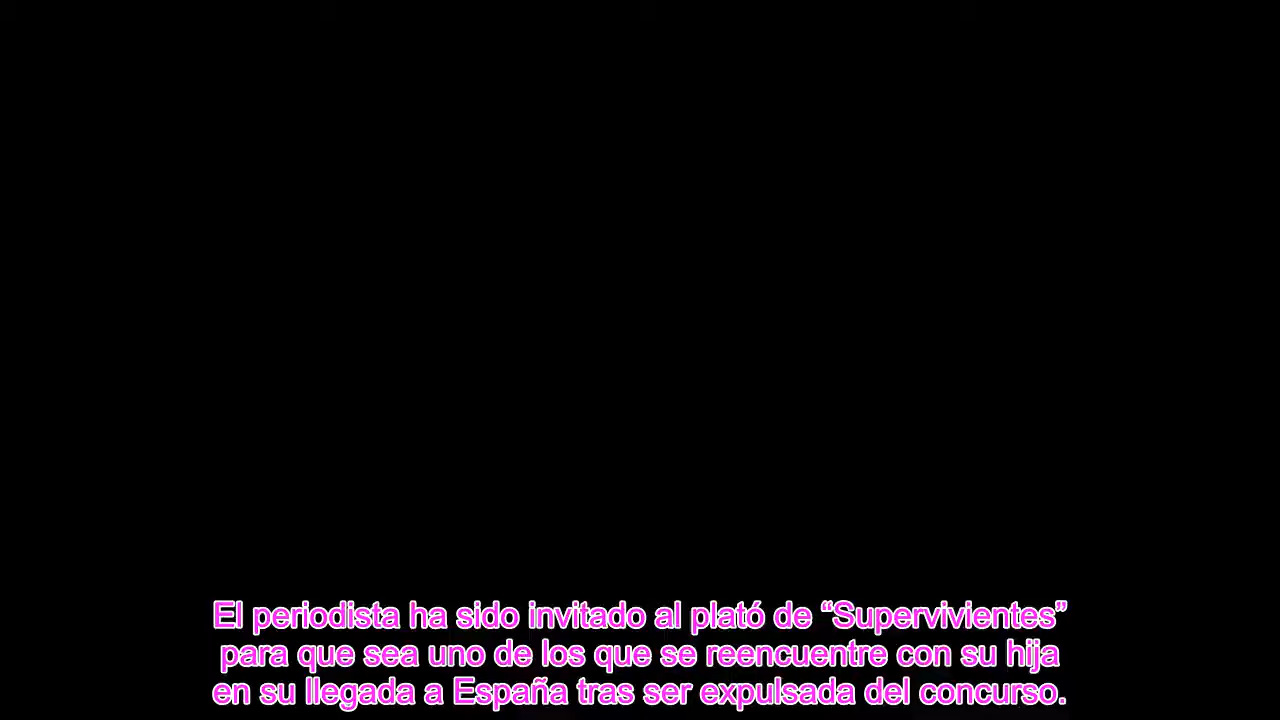 El periodista ha sido invitado al plató de “Supervivientes”
para que sea uno de los que se reencuentre con su hija
en su llegada a España tras ser expulsada del concurso.